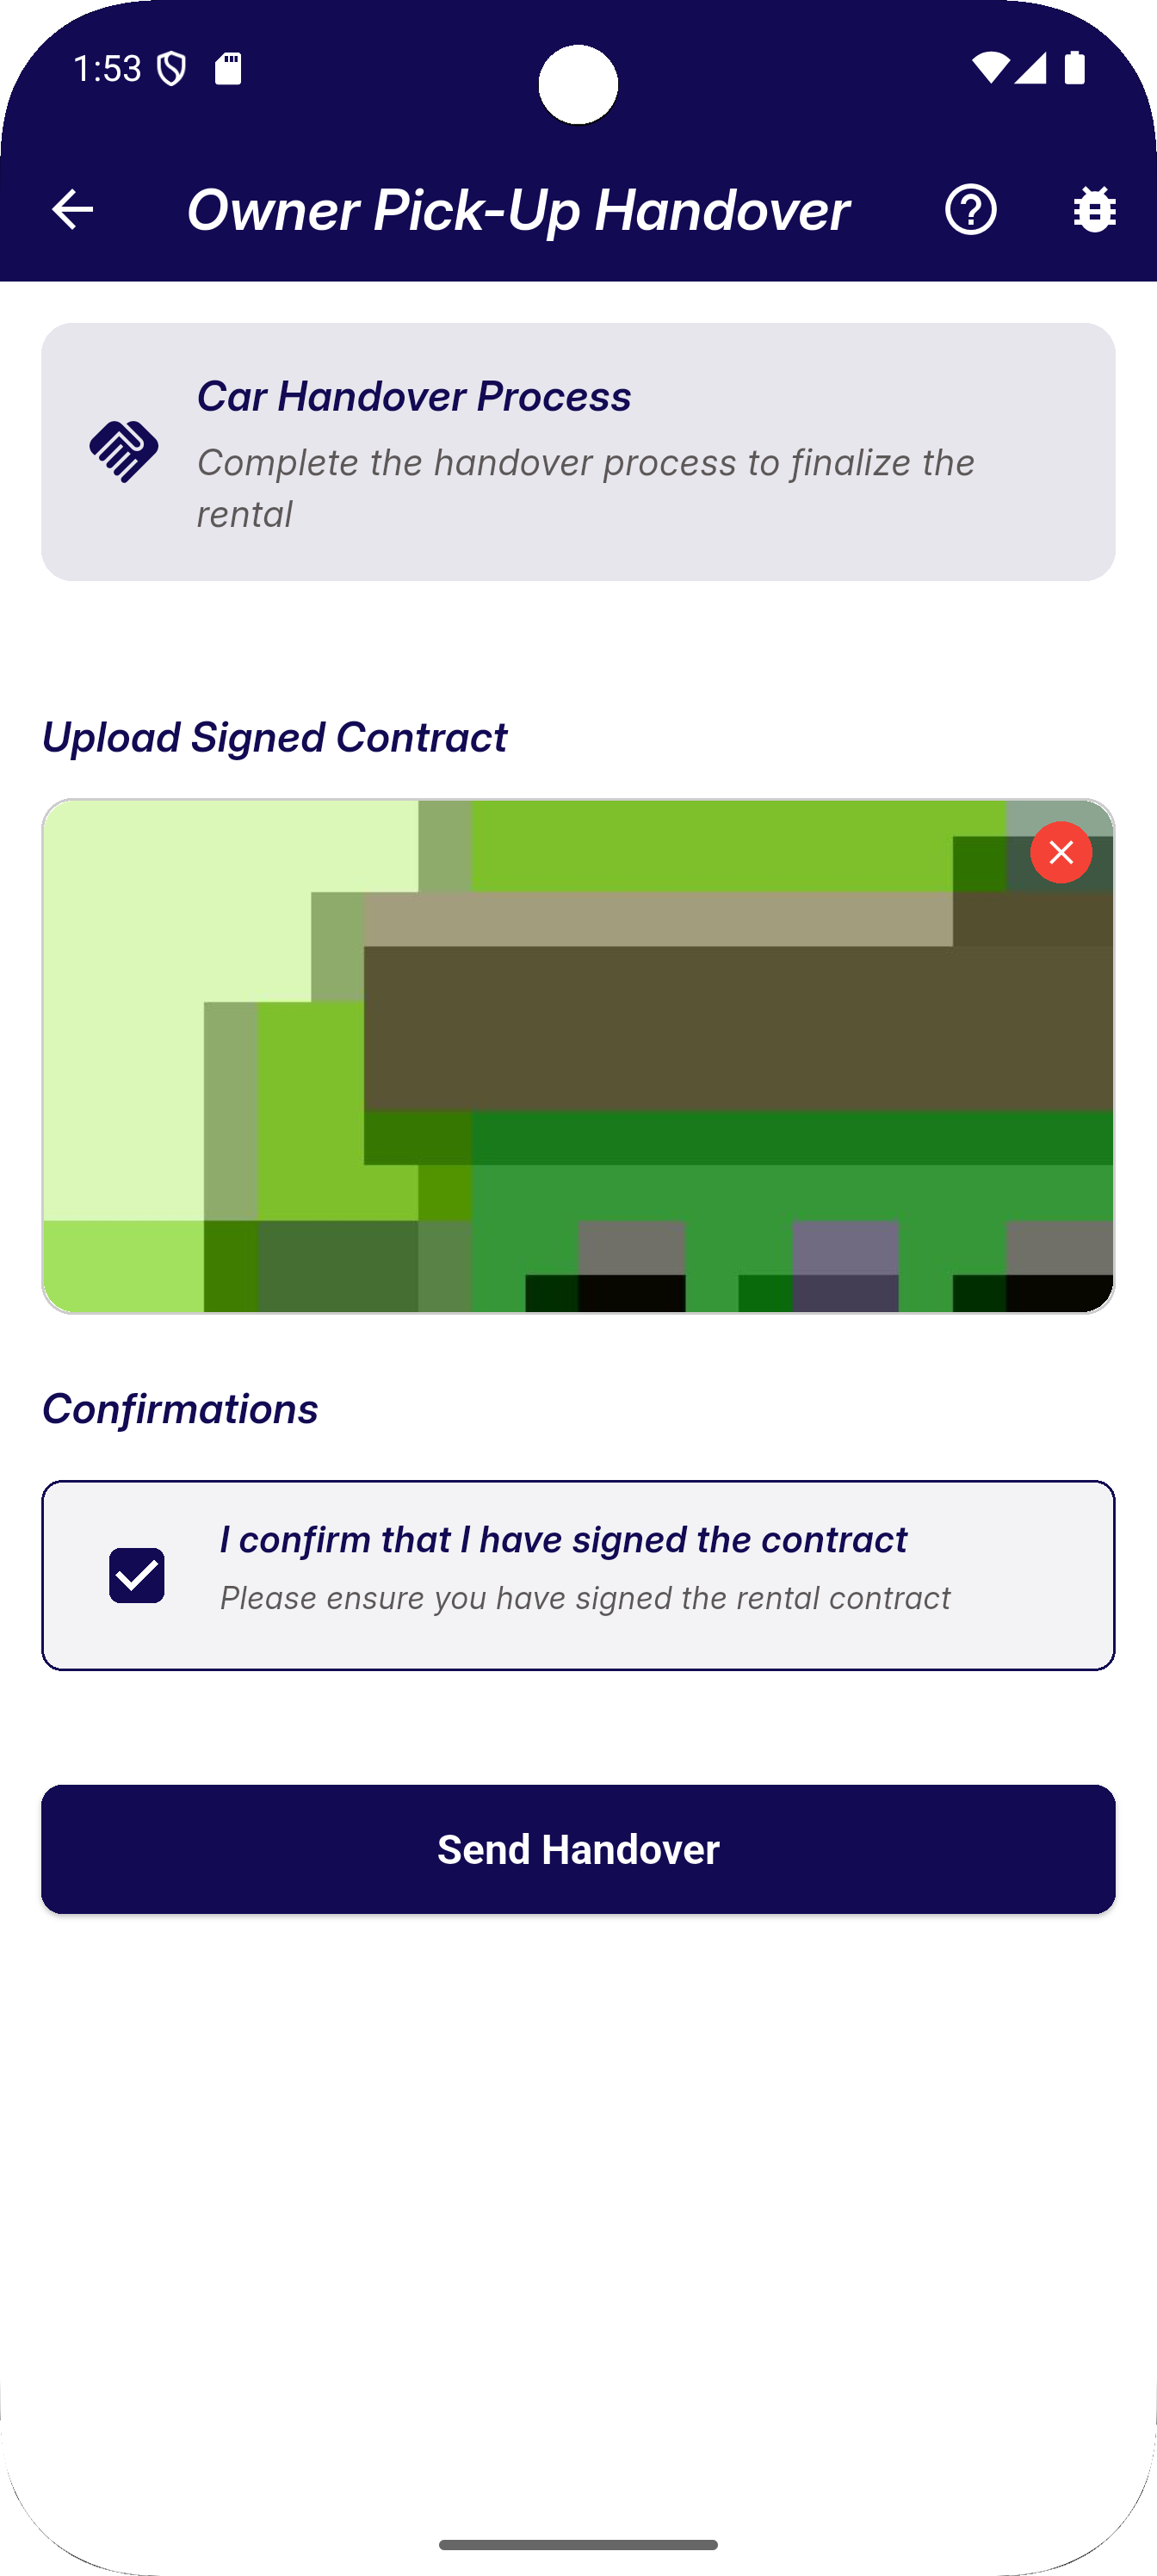 1:53
Owner Pick-Up Handover
Car Handover Process
Complete the handover process to finalize the
rental
Upload Signed Contract
Confirmations
I confirm that I have signed the contract
Please ensure you have signed the rental contract
Send Handover